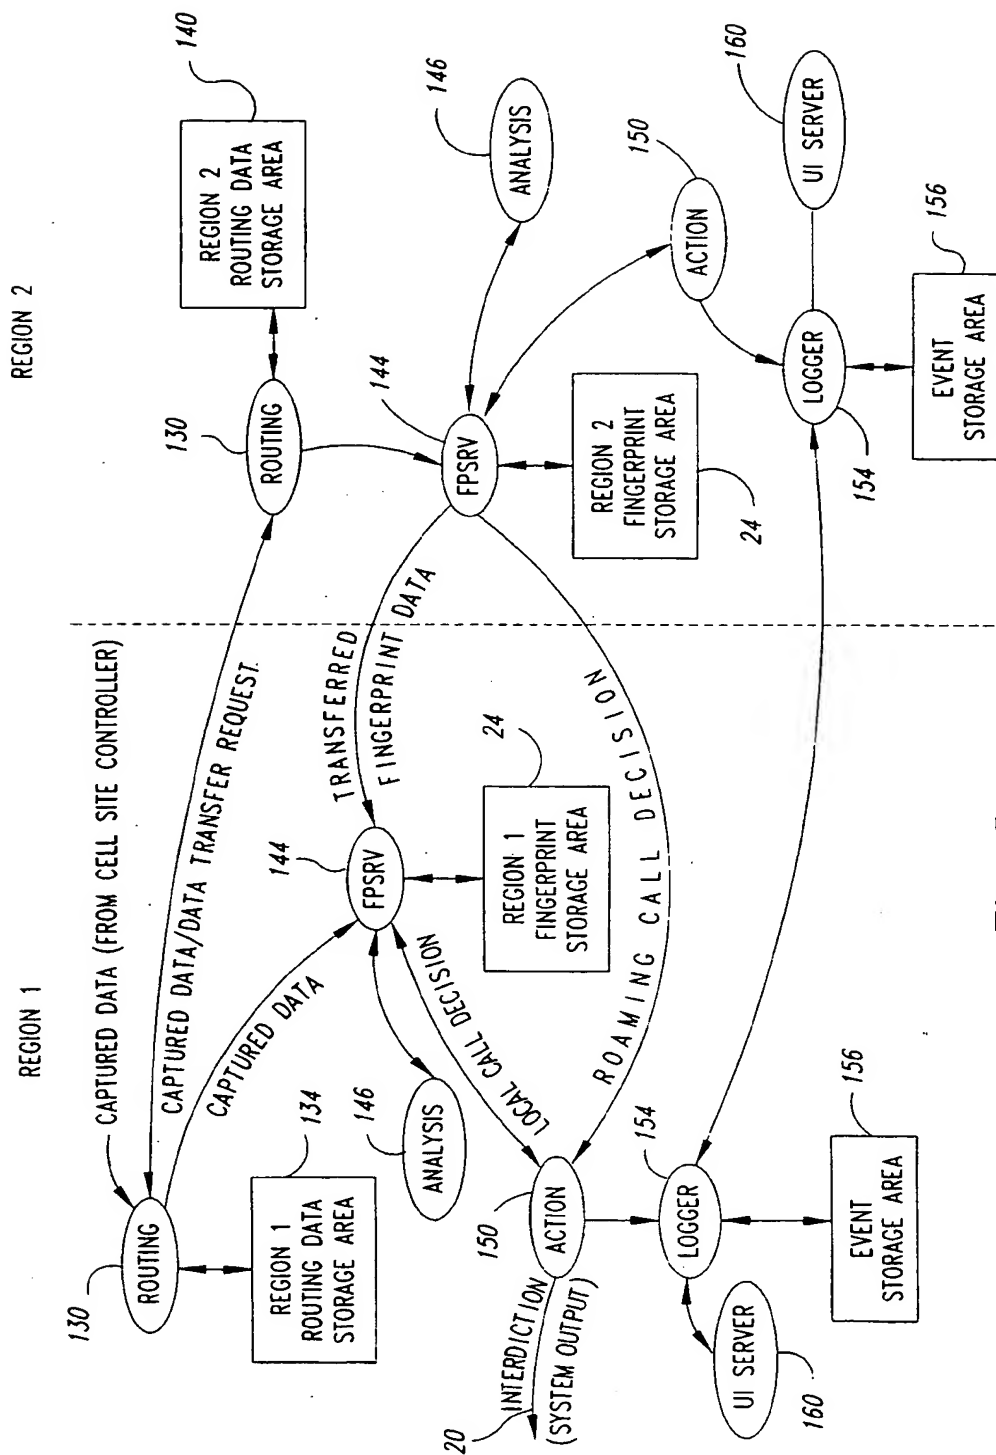 REGION 1
REGION 2
CAPTURED DATA (FROM CELL SITE CONTROLLER)
CAPTURED DATA/DATA TRANSFER REQUEST.
CAPTURED DATA
130
ROUTING
REGION 1
ROUTING DATA
STORAGE AREA
134
130
ROUTING
REGION 2
ROUTING DATA
STORAGE AREA
140
146
ANALYSIS
144
FPSRV
TRANSFERRED
FINGERPRINT DATA
144
FPSRV
146
ANALYSIS
LOCAL CALL DECISION
REGION 1
FINGERPRINT
STORAGE AREA
24
REGION 2
FINGERPRINT
STORAGE AREA
24
ROAMING CALL DECISION
20
INTERDICTION
(SYSTEM OUTPUT)
150
ACTION
150
ACTION
154
LOGGER
LOGGER
154
160
UI SERVER
UI SERVER
160
EVENT
STORAGE AREA
156
EVENT
STORAGE AREA
156